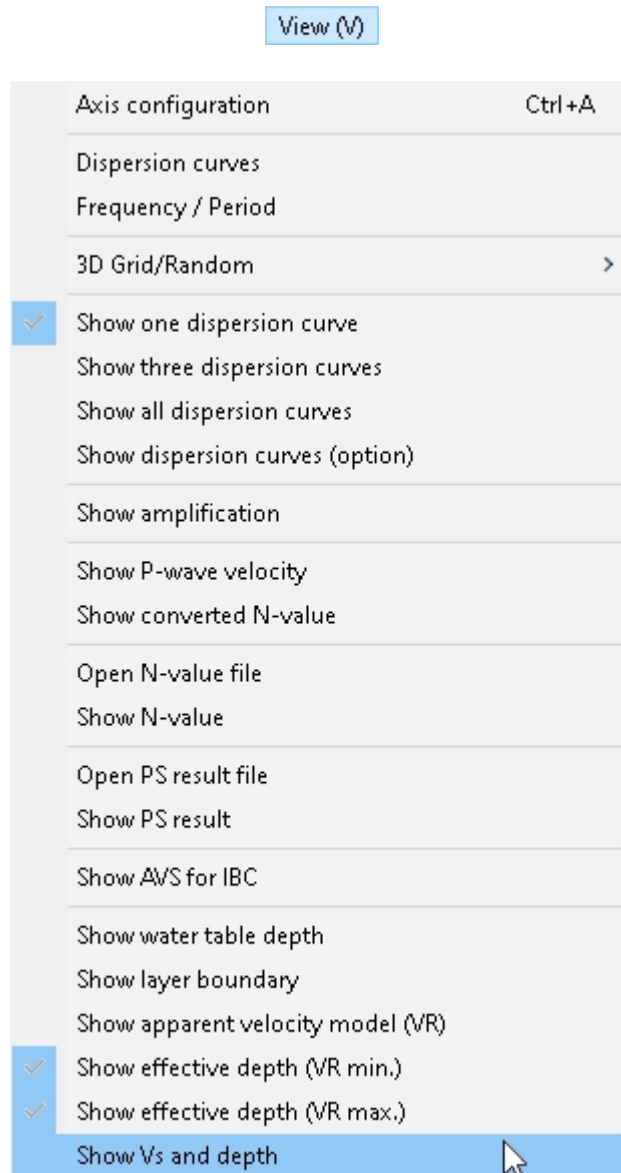 View (V)
Axis configuration Ctrl+A
Dispersion curves
Frequency / Period
3D Grid/Random
Show one dispersion curve
Show three dispersion curves
Show all dispersion curves
Show dispersion curves (option)
Show amplification
Show P-wave velocity
Show converted N-value
Open N-value file
Show N-value
Open PS result file
Show PS result
Show AVS for IBC
Show water table depth
Show layer boundary
Show apparent velocity model (VR)
Show effective depth (VR min.)
Show effective depth (VR max.)
Show Vs and depth